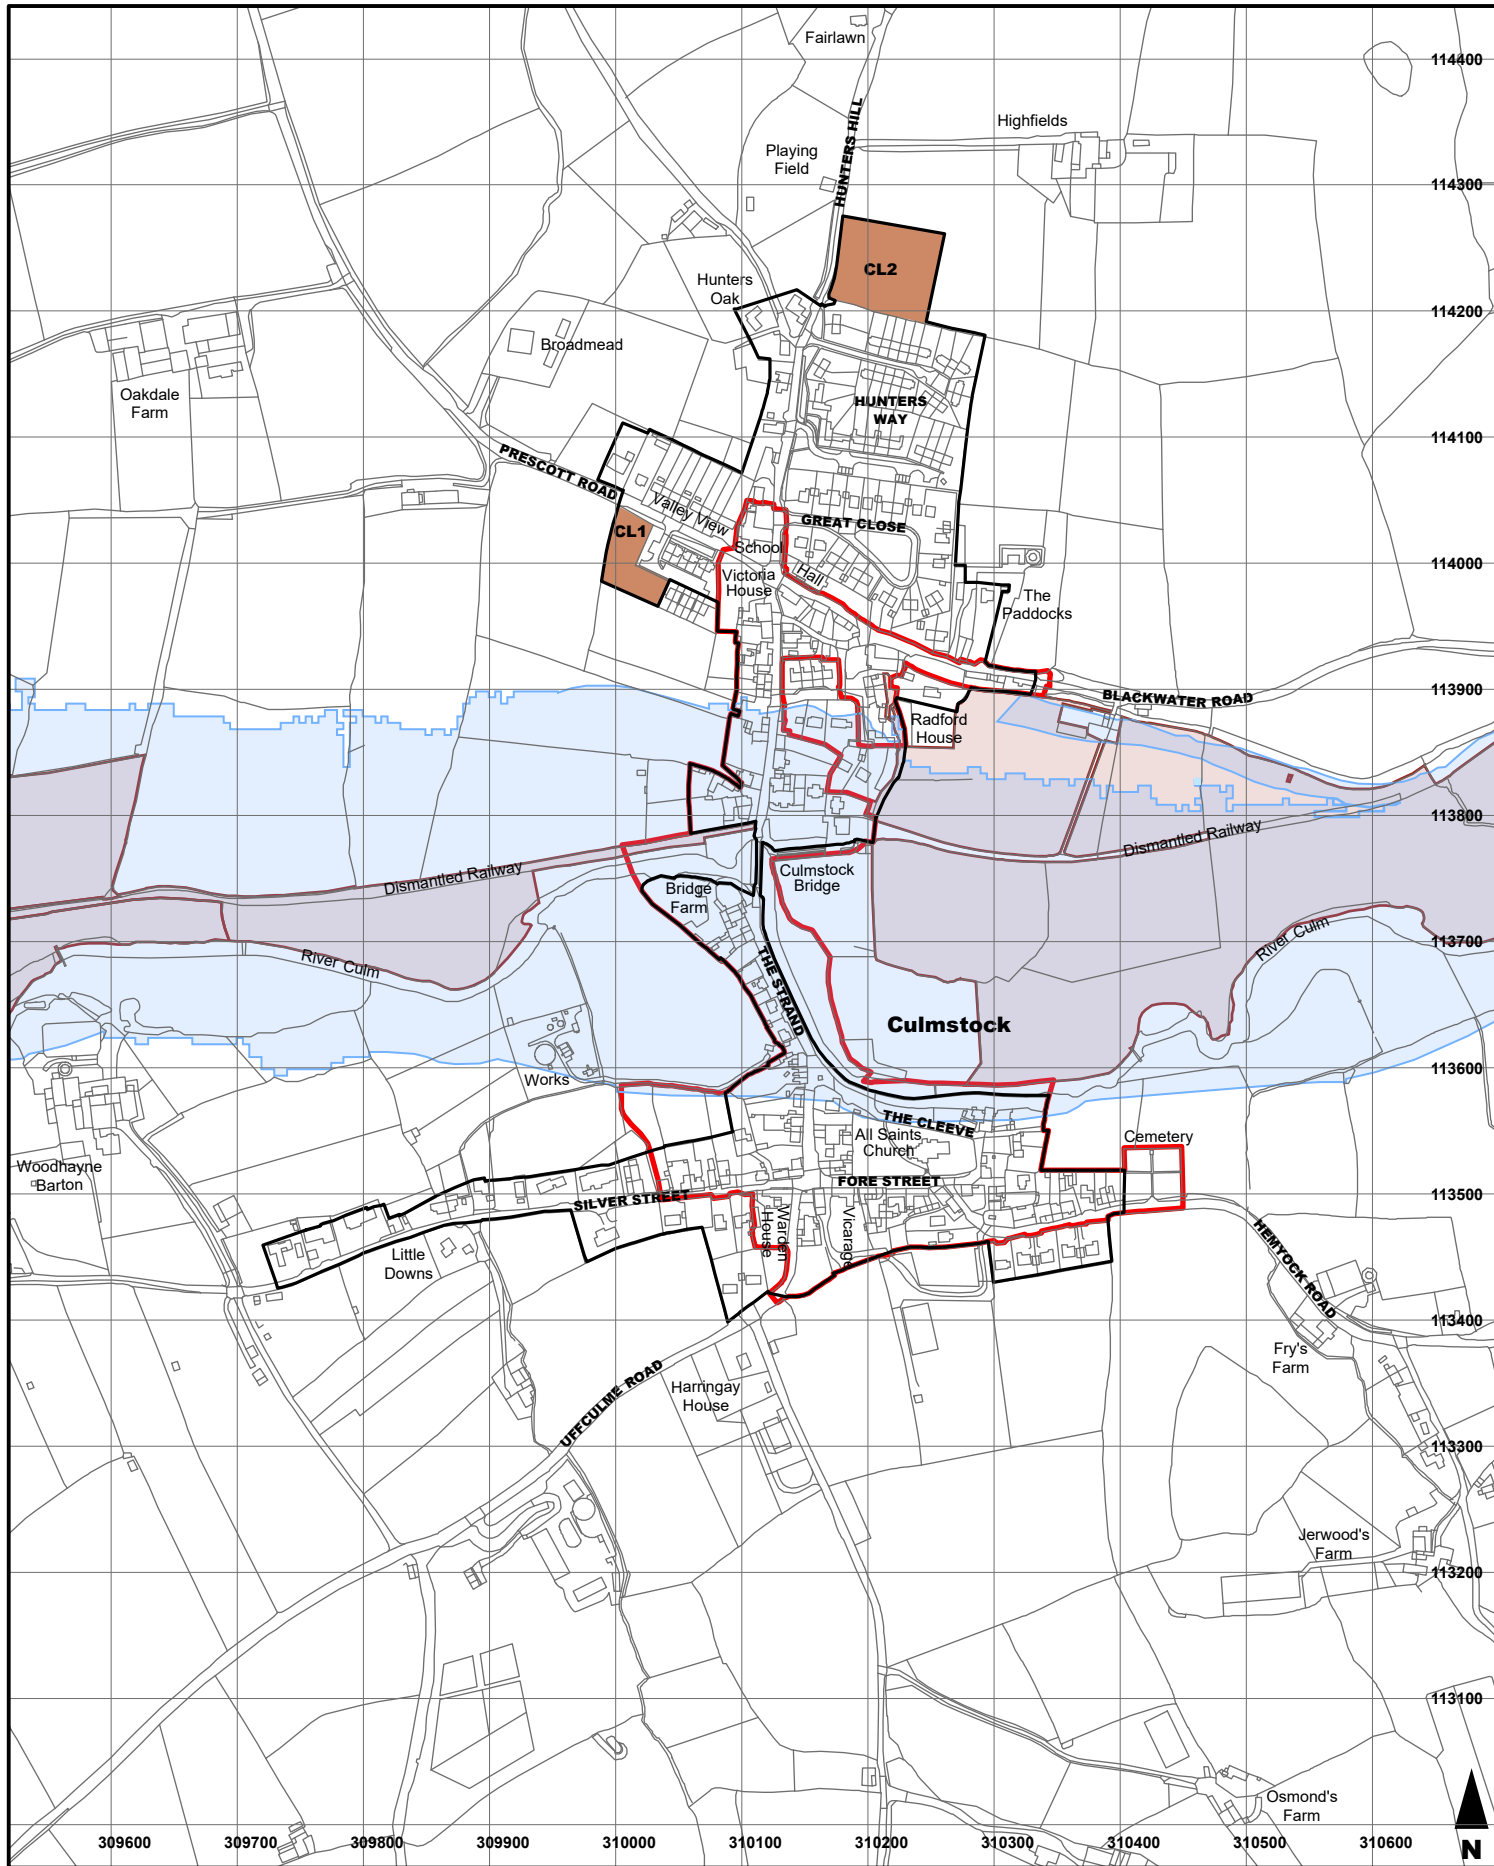 Fairlawn
114400
HUNTERS HILL
Highfields
Playing
Field
114300
CL2
Hunters
Oak
114200
Broadmead
Oakdale
Farm
HUNTERS
WAY
114100
PRESCOTT ROAD
Valley View
GREAT CLOSE
CL1
School
114000
Hall
Victoria
House
The
Paddocks
113900
BLACKWATER ROAD
Radford
House
113800
Dismantled Railway
Dismantled Railway
Culmstock
Bridge
Bridge
Farm
113700
River Culm
River Culm
THE STRAND
Culmstock
113600
Works
THE CLEEVE
All Saints
Church
Cemetery
Woodhayne
Barton
FORE STREET
SILVER STREET
113500
Warden
House
Vicarage
Little
Downs
HEMYOCK ROAD
113400
Fry's
Farm
UFFCULME ROAD
Harringay
House
113300
Jerwood's
Farm
113200
113100
Osmond's
Farm
309600
309700
309800
309900
310000
310100
310200
310300
310400
310500
310600
N